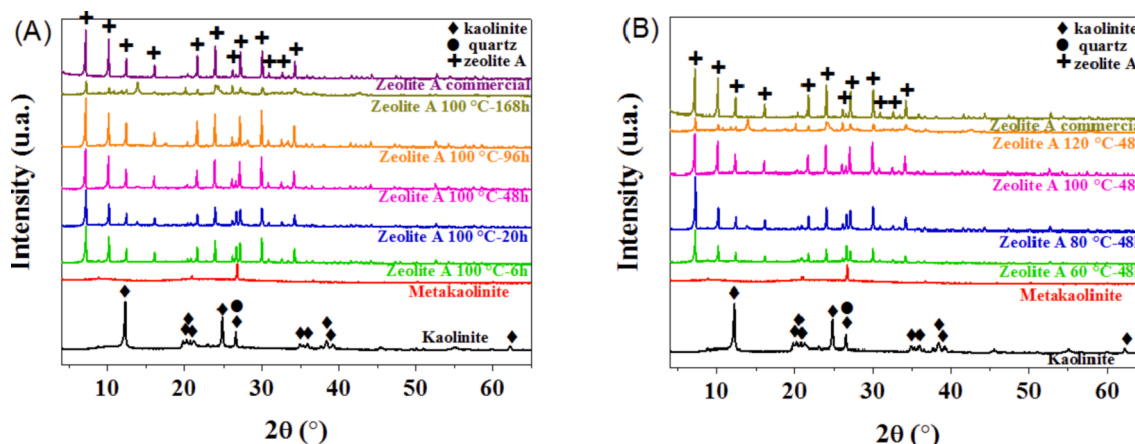 (A)
kaolinite
quartz
zeolite A
Zeolite A commercial
Zeolite A 100 °C-168h
Zeolite A 100 °C-96h
Zeolite A 100 °C-48h
Zeolite A 100 °C-20h
Zeolite A 100 °C-6h
Metakaolinite
Kaolinite
Intensity (u.a.)
10 20 30 40 50 60
2θ (°)
(B)
kaolinite
quartz
zeolite A
Zeolite A commercial
Zeolite A 120 °C-48
Zeolite A 100 °C-48
Zeolite A 80 °C-48
Zeolite A 60 °C-48
Metakaolinite
Kaolinite
Intensity (u.a.)
10 20 30 40 50 60
2θ (°)